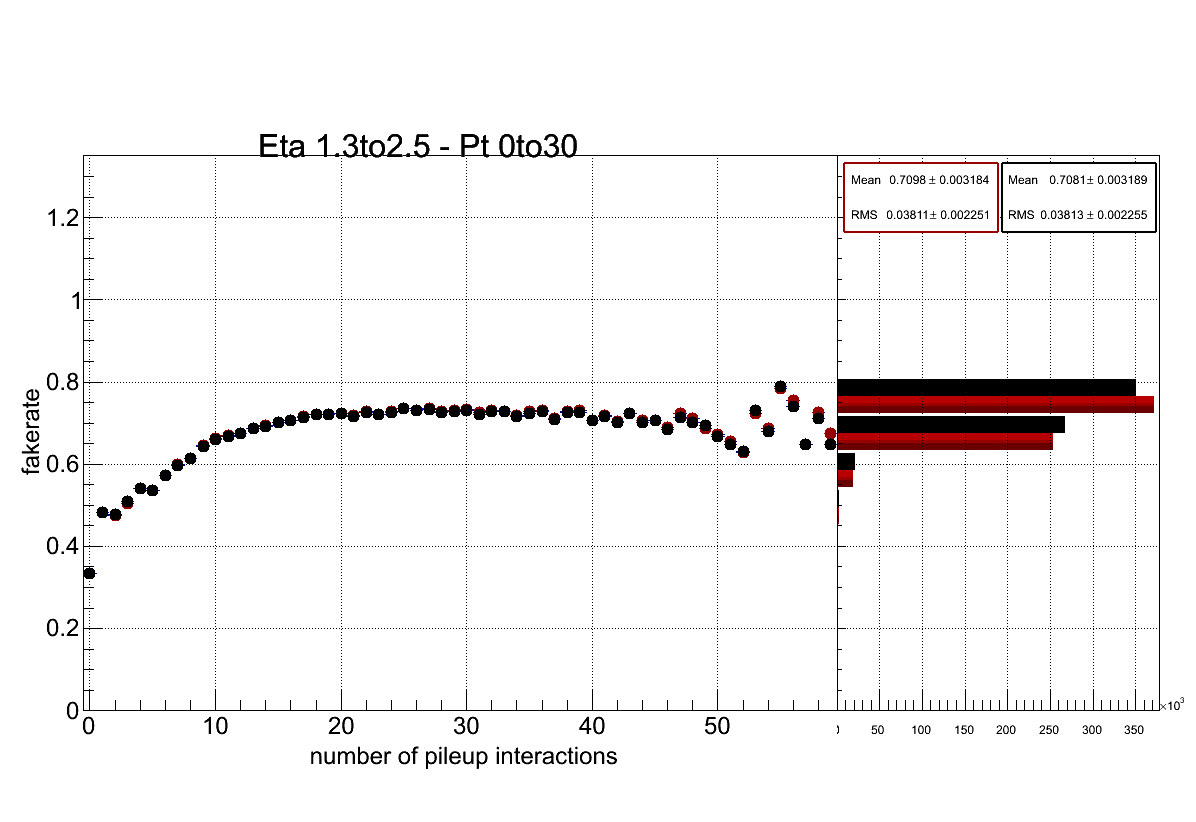 Eta 1.3to2.5 - Pt 0to30
Mean 0.7098 ± 0.003184
RMS 0.03811± 0.002251
Mean 0.7081± 0.003189
RMS 0.03813 ± 0.002255
fakerate
1.2
1
0.8
0.6
0.4
0.2
0
0 10 20 30 40 50
number of pileup interactions
50 100 150 200 250 300 350
×10³